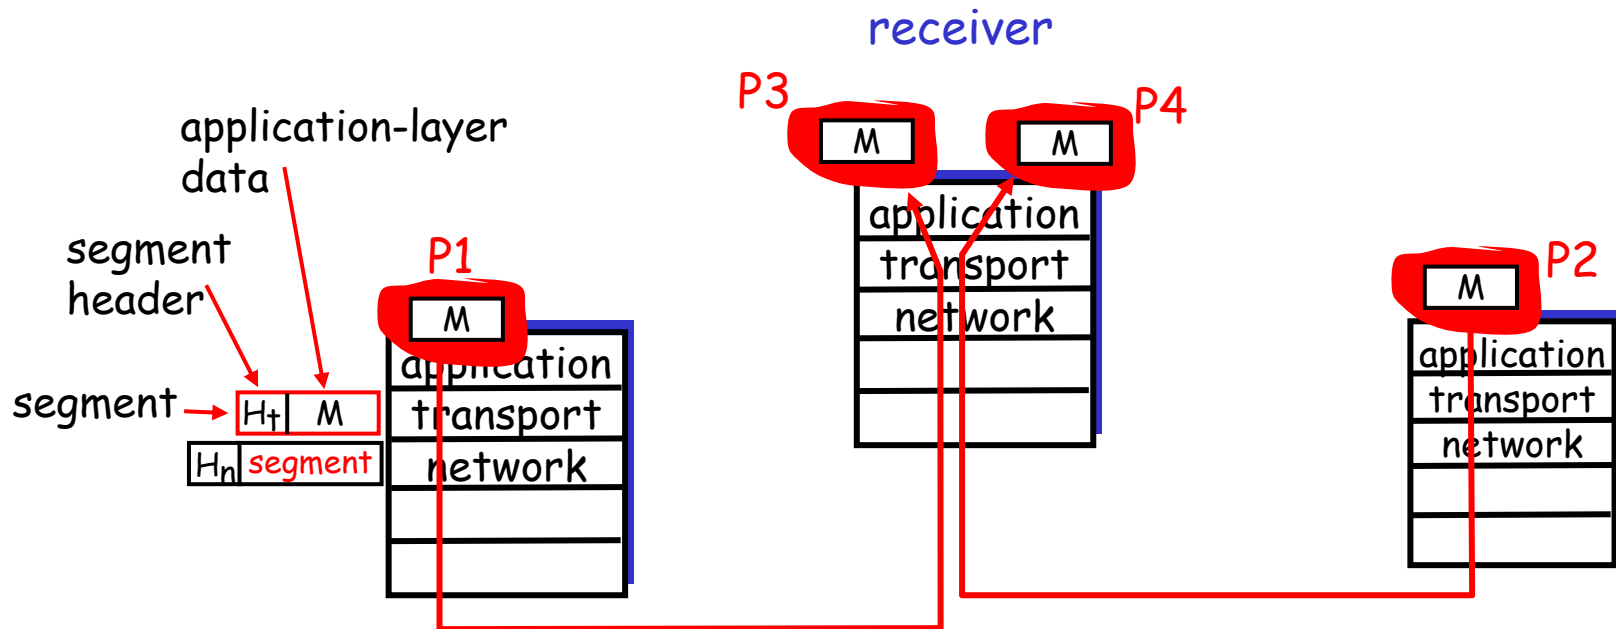 receiver
P3
P4
M
M
application-layer
data
application
transport
network
segment
header
P1
M
application
transport
network
segment
Ht M
Hn segment
P2
M
application
transport
network